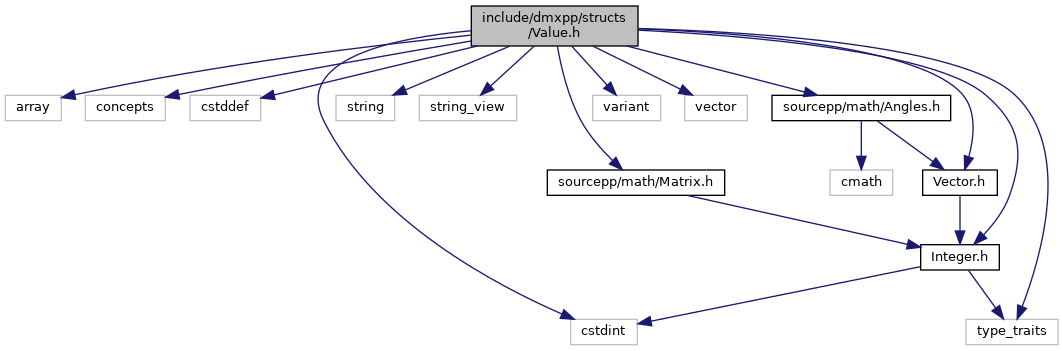 include/dmxpp/structs
/Value.h
array
concepts
cstddef
string
string_view
variant
vector
sourcepp/math/Angles.h
sourcepp/math/Matrix.h
cmath
Vector.h
Integer.h
cstdint
type_traits